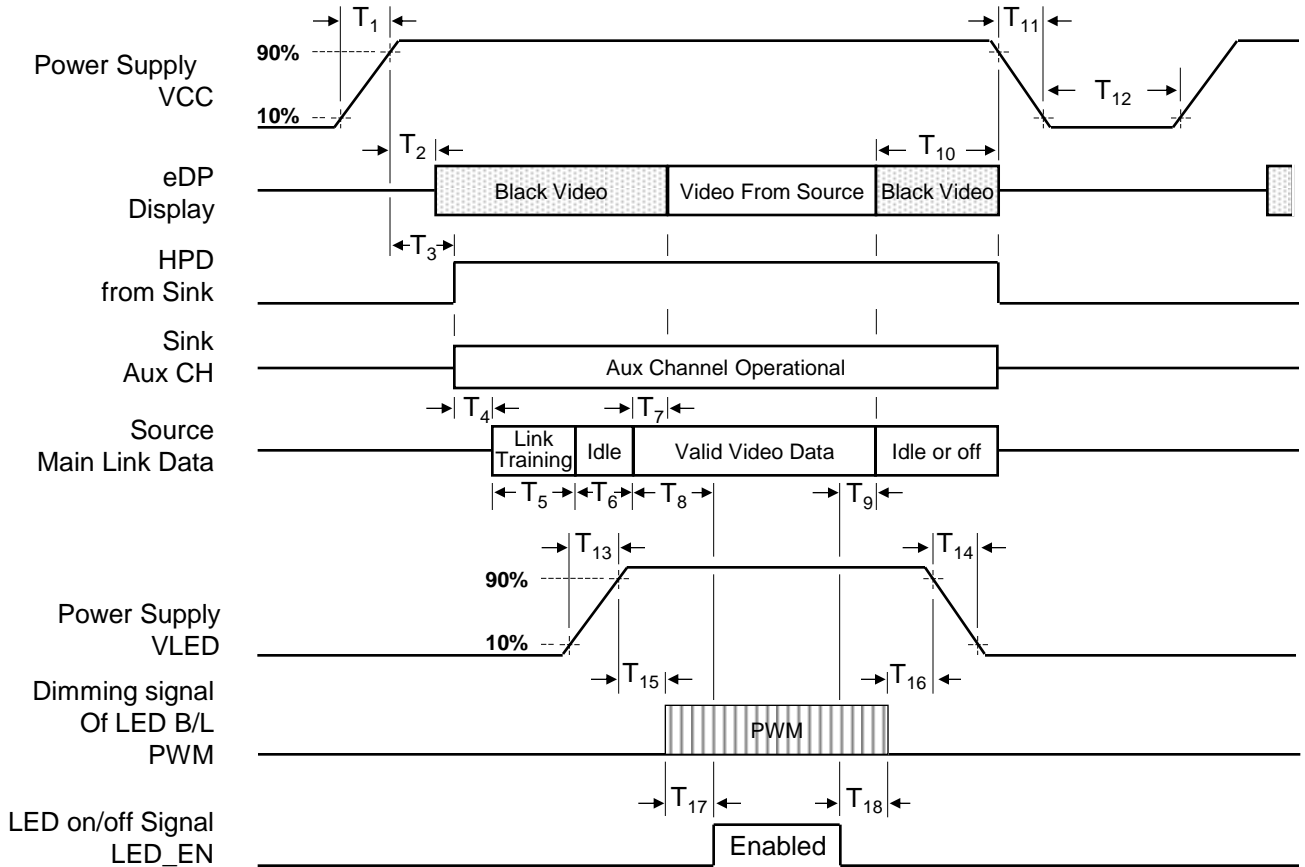 T1
T11
90%
Power Supply
VCC
10%
T12
T2
T10
eDP
Display
Black Video
Video From Source
Black Video
T3
HPD
from Sink
Sink
Aux CH
Aux Channel Operational
T4
T7
Source
Main Link Data
Link
Training
Idle
Valid Video Data
Idle or off
T5
T6
T8
T9
T13
T14
90%
Power Supply
VLED
10%
T15
T16
Dimming signal
Of LED B/L
PWM
PWM
T17
T18
LED on/off Signal
LED_EN
Enabled